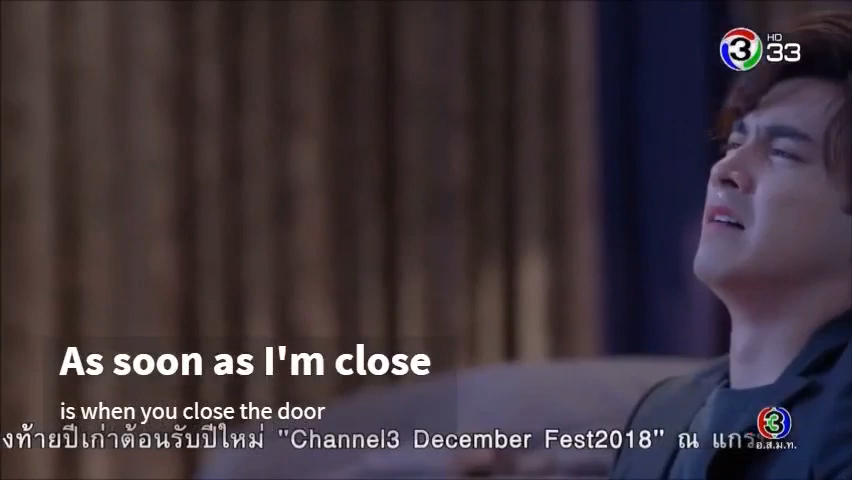 3 HD 33
As soon as I'm close
is when you close the door
งท้ายปีเก่าต้อนรับปีใหม่ "Channel3 December Fest2018" ณ แกร
3
อ.ส.ม.ท.